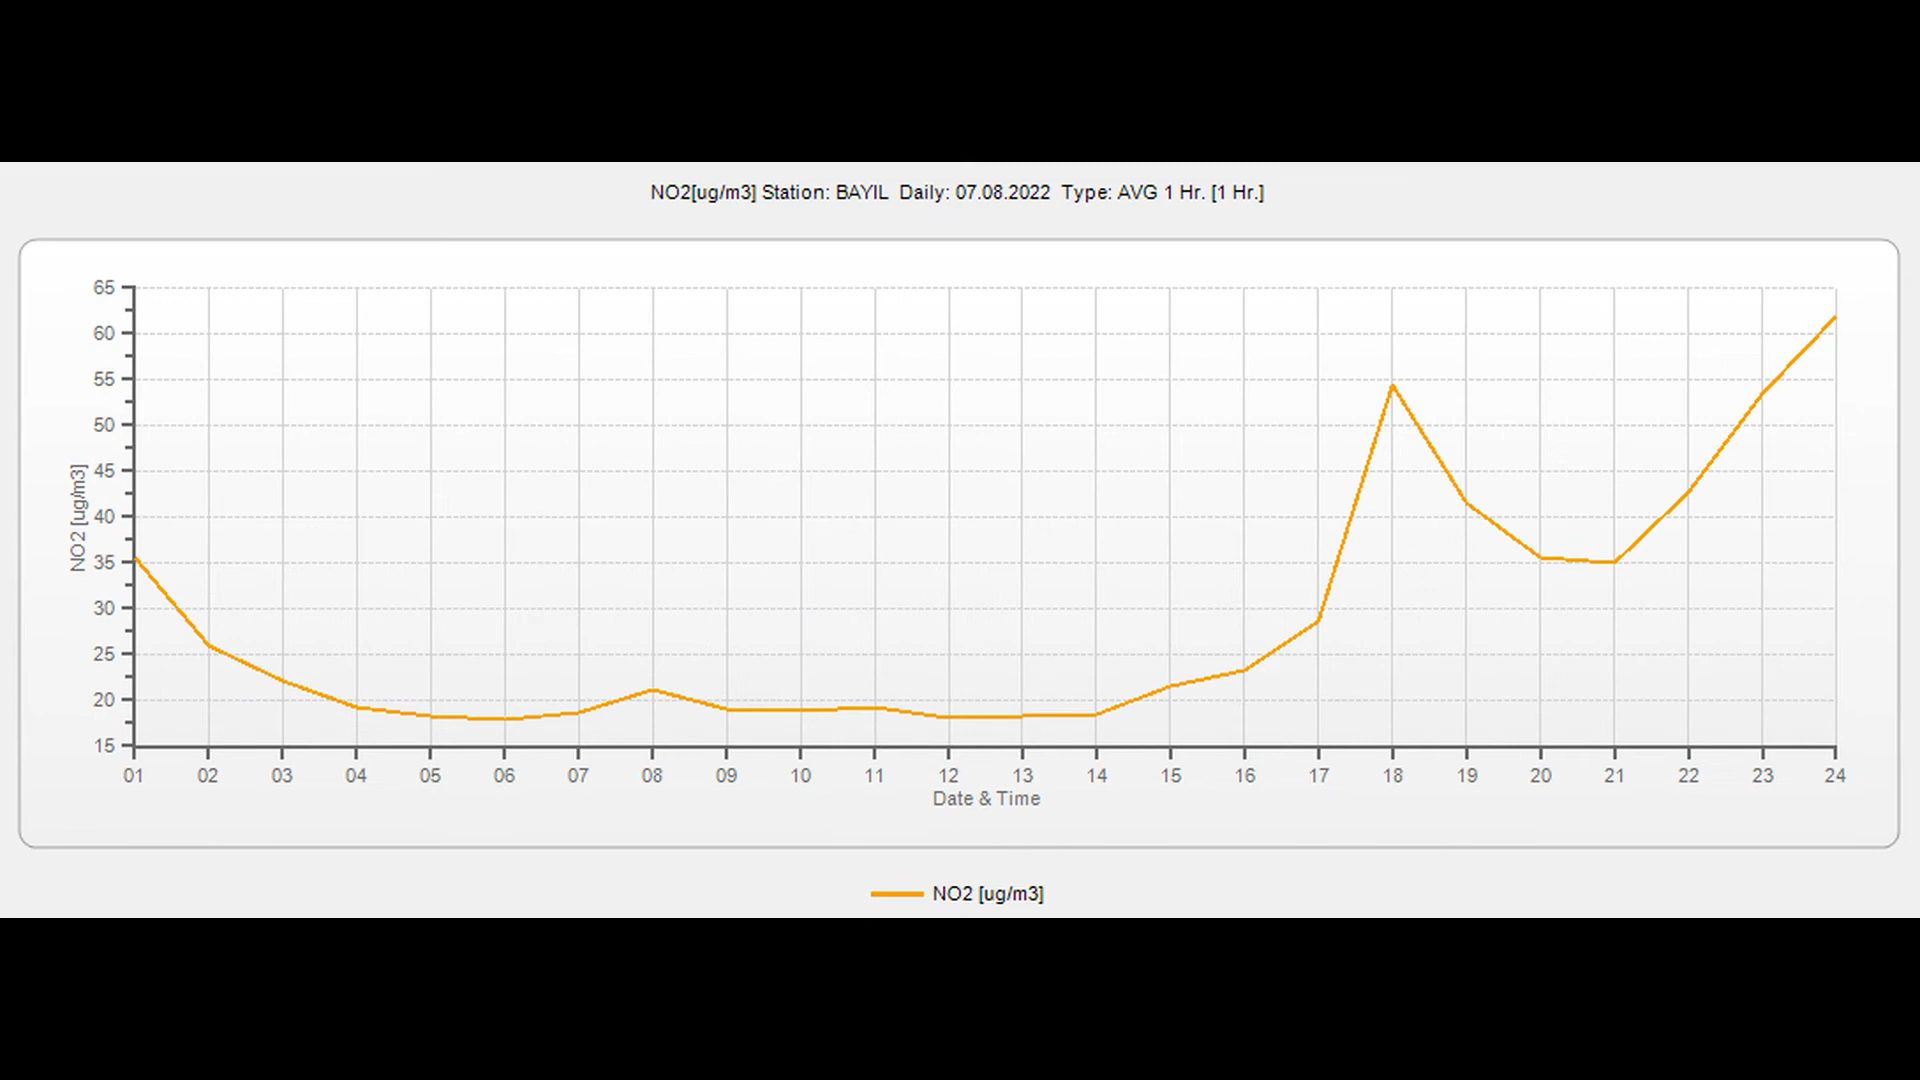 NO2[ug/m3] Station: BAYIL Daily: 07.08.2022 Type: AVG 1 Hr. [1 Hr.]
65
60
55
50
45
40
35
30
25
20
15
NO2 [ug/m3]
01 02 03 04 05 06 07 08 09 10 11 12 13 14 15 16 17 18 19 20 21 22 23 24
Date & Time
NO2 [ug/m3]